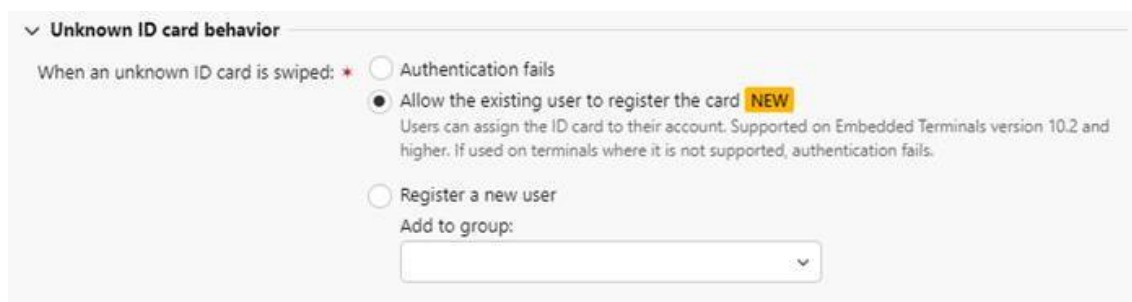 Unknown ID card behavior
When an unknown ID card is swiped: * Authentication fails
Allow the existing user to register the card NEW
Users can assign the ID card to their account. Supported on Embedded Terminals version 10.2 and
higher. If used on terminals where it is not supported, authentication fails.
Register a new user
Add to group: